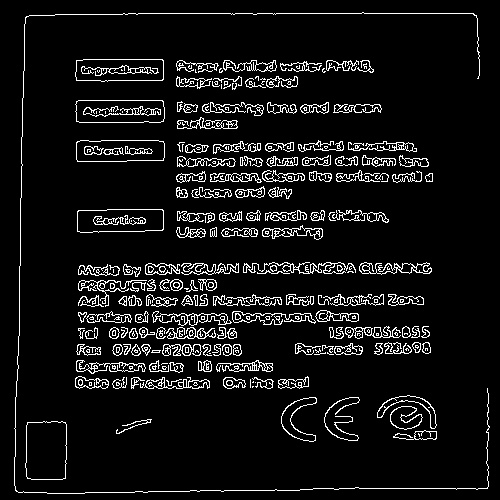 Ingredients Paper, Purified water, PHMB,
Isopropyl alcohol
Application For cleaning lens and screen
surfaces
Directions Tear packet and unfold towelette.
Remove the dust and dirt from lens
and screen, Clean the surface until it
is clean and dry
Caution Keep out of reach of children,
Use it once opening
Made by DONGGUAN NUOCHENGDA CLEANING
PRODUCTS CO.,LTD
Add 4th floor A15 Nanshan First Industrial Zone
of Fenggang, Dongguan, China
Tel 0769-86806436
Fax 0769-82082508 Postcode 523698
Expiration date 18 months
Date of Production On the seal
CE